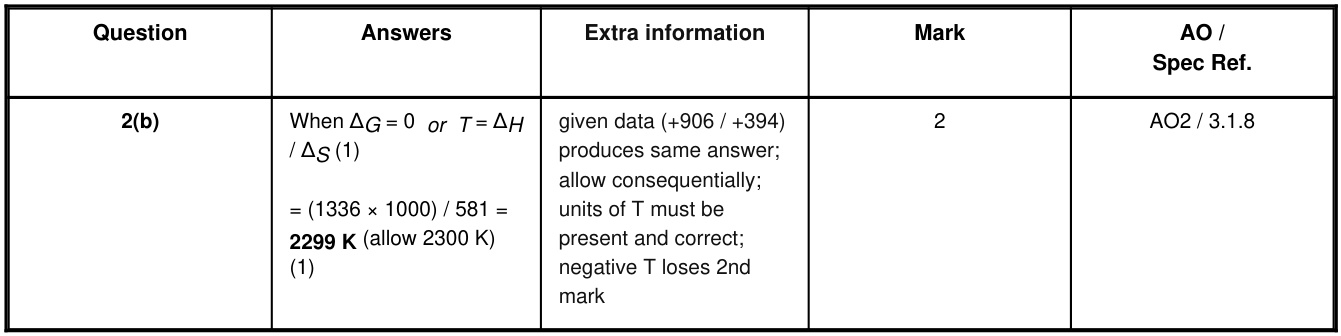 Question Answers Extra information Mark AO /
Spec Ref.
2(b)
When ΔG = 0 or T = ΔH
/ ΔS (1)
= (1336 × 1000) / 581 =
2299 K (allow 2300 K)
(1)
given data (+906 / +394)
produces same answer;
allow consequentially;
units of T must be
present and correct;
negative T loses 2nd
mark
2
AO2 / 3.1.8